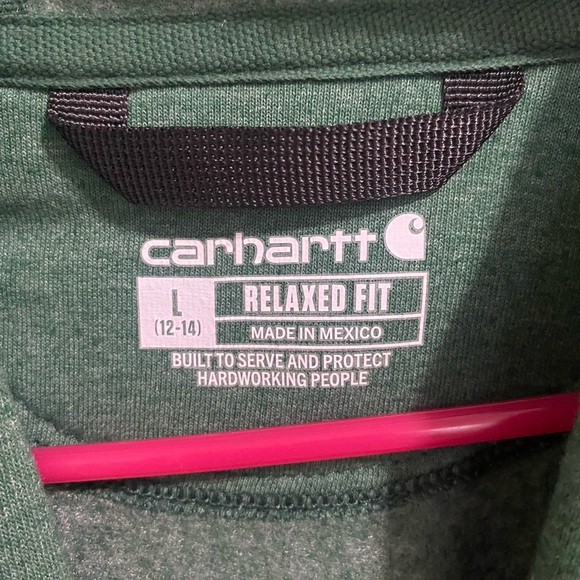 carhartt
L
(12-14)
RELAXED FIT
MADE IN MEXICO
BUILT TO SERVE AND PROTECT
HARDWORKING PEOPLE